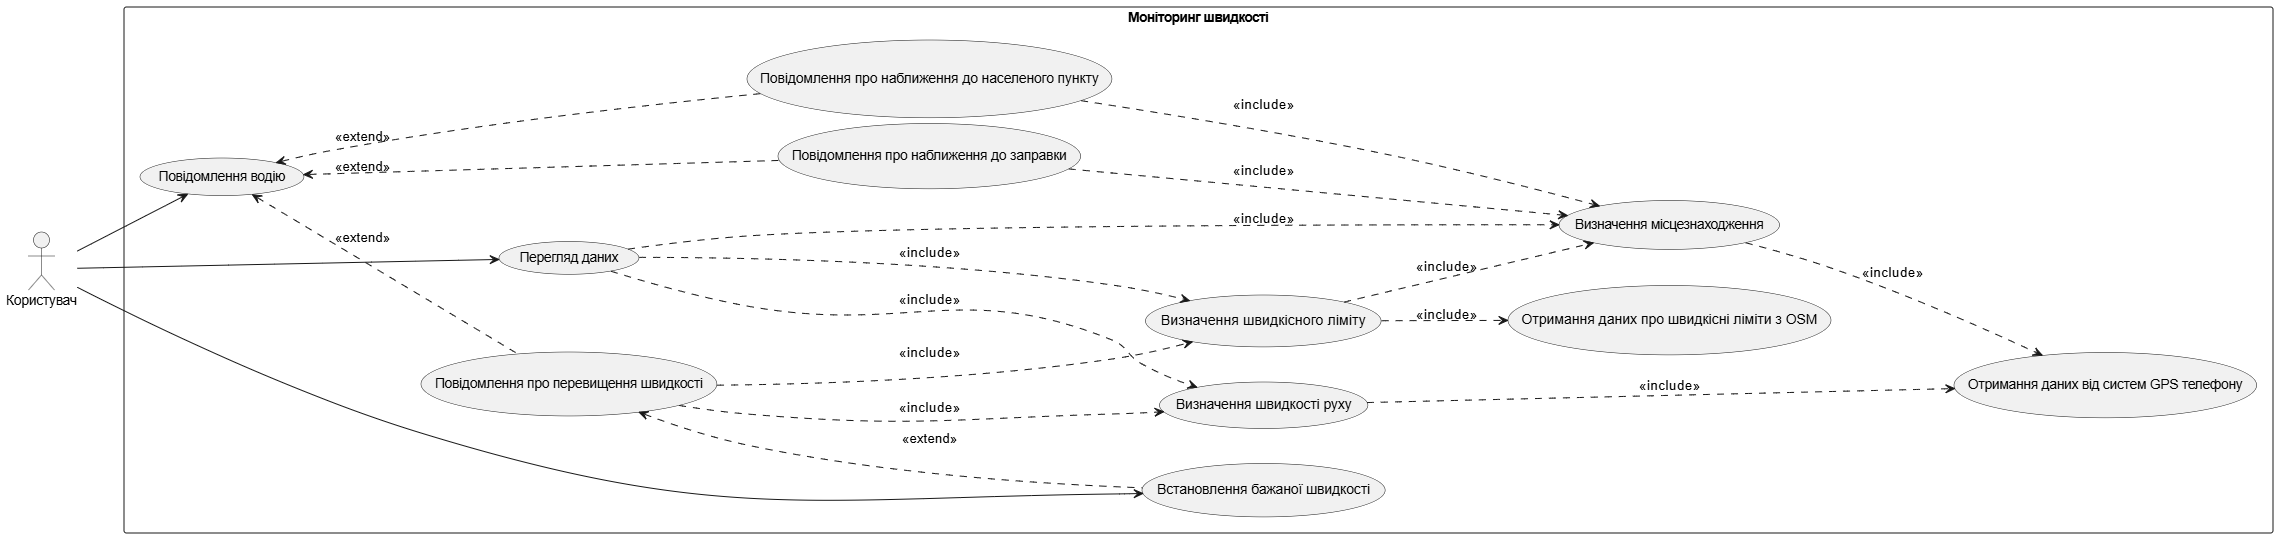 Моніторинг швидкості
Повідомлення про наближення до населеного пункту
«include»
«extend»
Повідомлення про наближення до заправки
«extend»
«include»
Повідомлення водію
«include»
Визначення місцезнаходження
«extend»
Перегляд даних
«include»
«include»
«include»
Користувач
«include»
Визначення швидкісного ліміту
«include»
Отримання даних про швидкісні ліміти з OSM
«include»
Повідомлення про перевищення швидкості
«include»
Отримання даних від систем GPS телефону
«include»
Визначення швидкості руху
«extend»
Встановлення бажаної швидкості